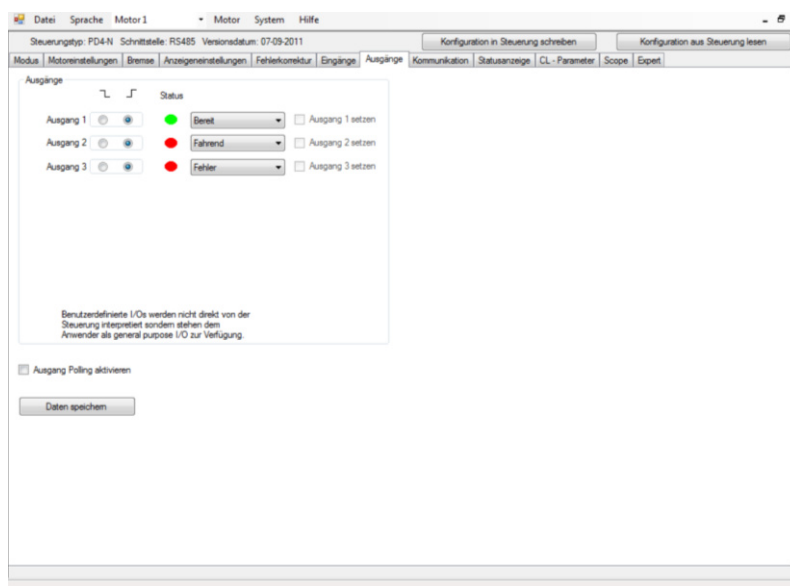 Datei Sprache Motor 1 Motor System Hilfe
Steuerungstyp: PD4-N Schnittstelle: RS485 Versionsdatum: 07-09-2011 Konfiguration in Steuerung schreiben Konfiguration aus Steuerung lesen
Modus Motoreinstellungen Bremse Anzeigeneinstellungen Fehlerkorrektur Eingänge Ausgänge Kommunikation Statusanzeige CL - Parameter Scope Expert
Ausgänge
Status
Ausgang 1 Bereit Ausgang 1 setzen
Ausgang 2 Fahrend Ausgang 2 setzen
Ausgang 3 Fehler Ausgang 3 setzen
Benutzerdefinierte I/Os werden nicht direkt von der
Steuerung interpretiert sondern stehen dem
Anwender als general purpose I/O zur Verfügung.
Ausgang Polling aktivieren
Daten speichern